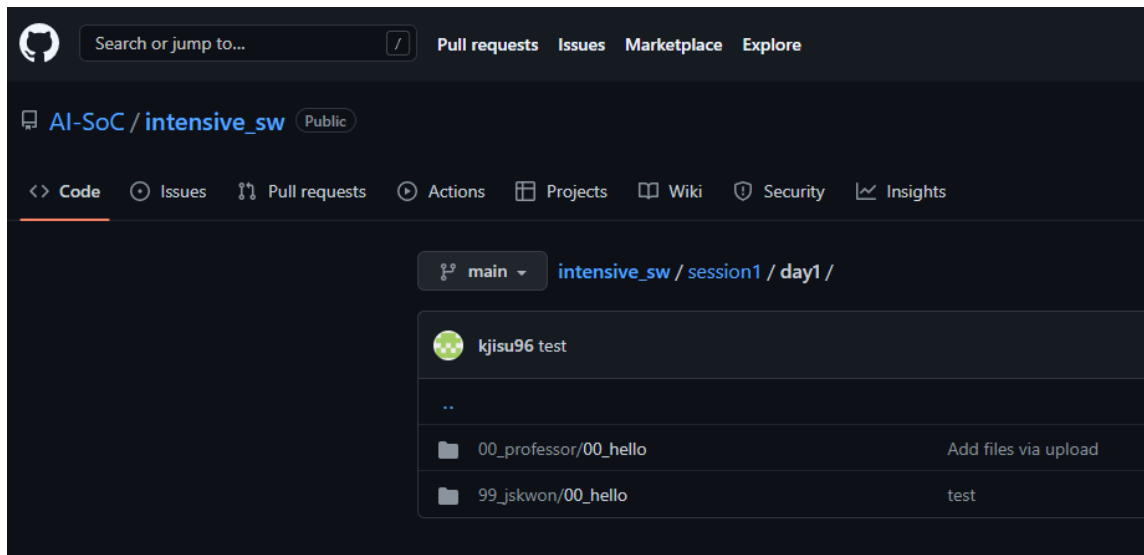 Search or jump to... / Pull requests Issues Marketplace Explore
AI-SoC / intensive_sw Public
<> Code Issues Pull requests Actions Projects Wiki Security Insights
main intensive_sw / session1 / day1 /
kjisu96 test
..
00_professor/00_hello Add files via upload
99_jskwon/00_hello test